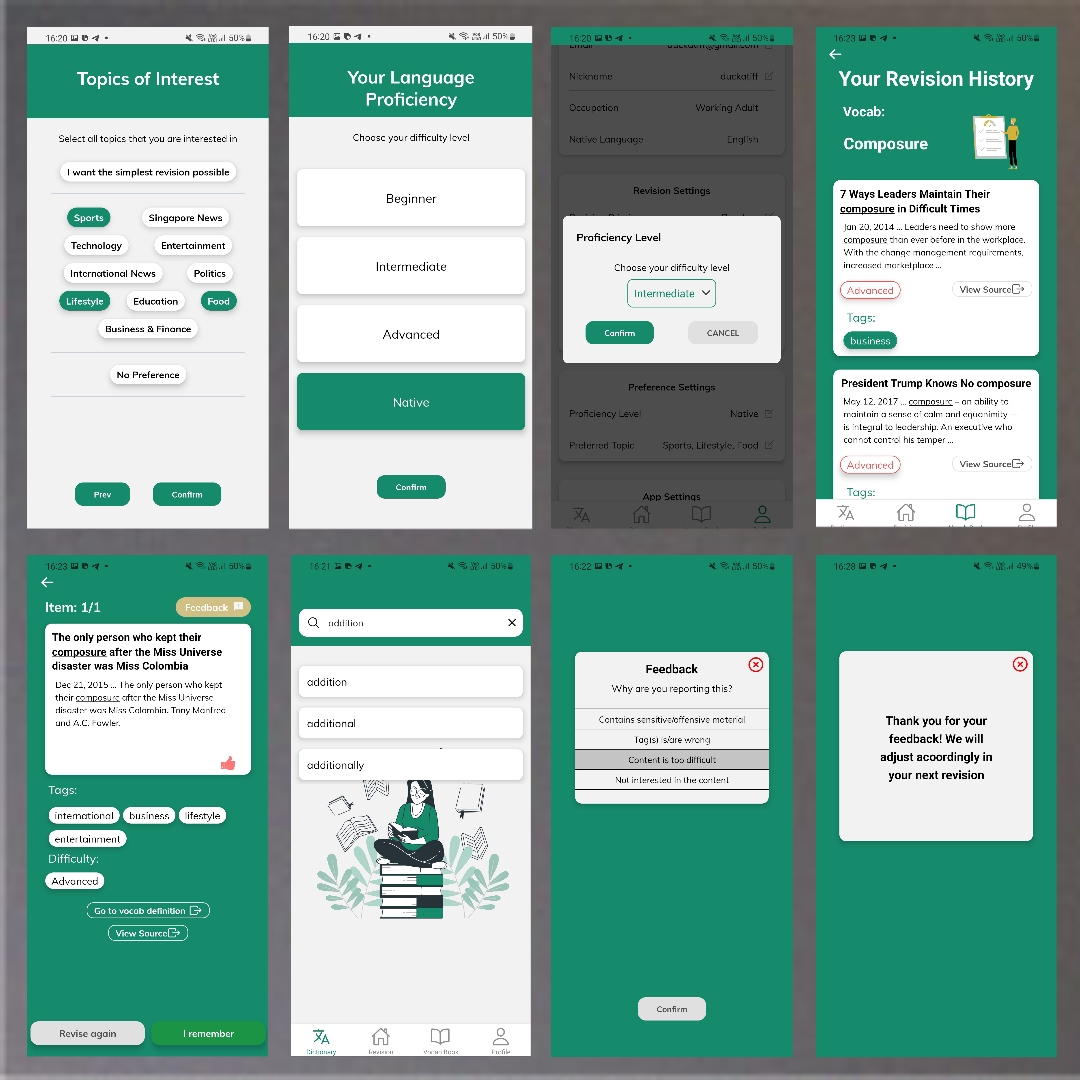 16:20
50%
Topics of Interest
Select all topics that you are interested in
I want the simplest revision possible
Sports
Singapore News
Technology
Entertainment
International News
Politics
Lifestyle
Education
Food
Business & Finance
No Preference
Prev
Confirm
16:20
50%
Your Language
Proficiency
Choose your difficulty level
Beginner
Intermediate
Advanced
Native
Confirm
16:20
50%
Email
duckatiff@gmail.com
Nickname
duckatiff
Occupation
Working Adult
Native Language
English
Revision Settings
Proficiency Level
Choose your difficulty level
Intermediate
Confirm
CANCEL
Preference Settings
Proficiency Level
Native
Preferred Topic
Sports, Lifestyle, Food
App Settings
16:23
50%
Your Revision History
Vocab:
Composure
7 Ways Leaders Maintain Their
composure in Difficult Times
Jan 20, 2014 ... Leaders need to show more
composure than ever before in the workplace.
With the change management requirements,
increased marketplace ...
Advanced
View Source
Tags:
business
President Trump Knows No composure
May 12, 2017 ... composure – an ability to
maintain a sense of calm and equanimity —
is integral to leadership. An executive who
cannot control his temper ...
Advanced
View Source
Tags:
16:23
50%
Item: 1/1
Feedback
The only person who kept their
composure after the Miss Universe
disaster was Miss Colombia
Dec 21, 2015 ... The only person who kept
their composure after the Miss Universe
disaster was Miss Colombia. Tony Manfred
and A.C. Fowler.
Tags:
international
business
lifestyle
entertainment
Difficulty:
Advanced
Go to vocab definition
View Source
Revise again
I remember
16:21
50%
addition
addition
additional
additionally
Dictionary
Revision
Vocab Book
Profile
16:22
50%
Feedback
Why are you reporting this?
Contains sensitive/offensive material
Tag(s) is/are wrong
Content is too difficult
Not interested in the content
Confirm
16:28
49%
Thank you for your
feedback! We will
adjust acoordingly in
your next revision